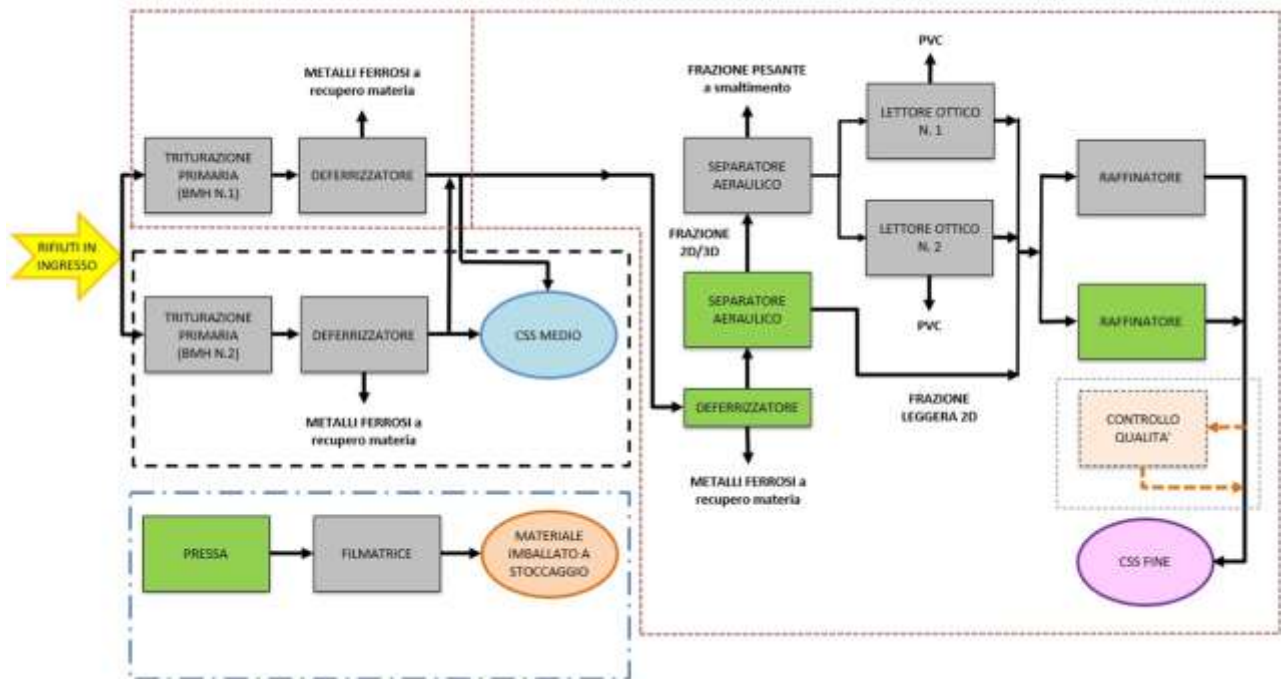 METALLI FERROSI a
recupero materia
TRITURAZIONE
PRIMARIA
(BMH N.1)
DEFERRIZZATORE
RIFIUTI IN
INGRESSO
TRITURAZIONE
PRIMARIA
(BMH N.2)
DEFERRIZZATORE
CSS MEDIO
METALLI FERROSI a
recupero materia
PRESSA
FILMATRICE
MATERIALE
IMBALLATO A
STOCCAGGIO
FRAZIONE PESANTE
a smaltimento
SEPARATORE
AERAULICO
FRAZIONE
2D/3D
SEPARATORE
AERAULICO
DEFERRIZZATORE
METALLI FERROSI a
recupero materia
PVC
LETTORE OTTICO
N. 1
LETTORE OTTICO
N. 2
PVC
FRAZIONE
LEGGERA 2D
RAFFINATORE
RAFFINATORE
CONTROLLO
QUALITA'
CSS FINE